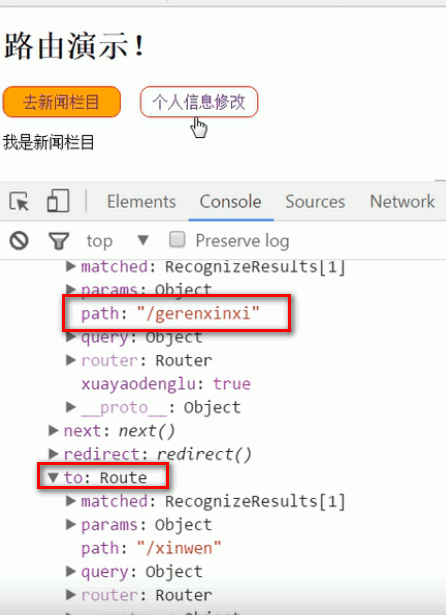 路由演示！
去新闻栏目 个人信息修改
我是新闻栏目
Elements Console Sources Network
top Preserve log
matched: RecognizeResults[1]
params: Object
path: "/gerenxinxi"
query: Object
router: Router
xuayaodenglu: true
__proto__: Object
next: next()
redirect: redirect()
to: Route
matched: RecognizeResults[1]
params: Object
path: "/xinwen"
query: Object
router: Router